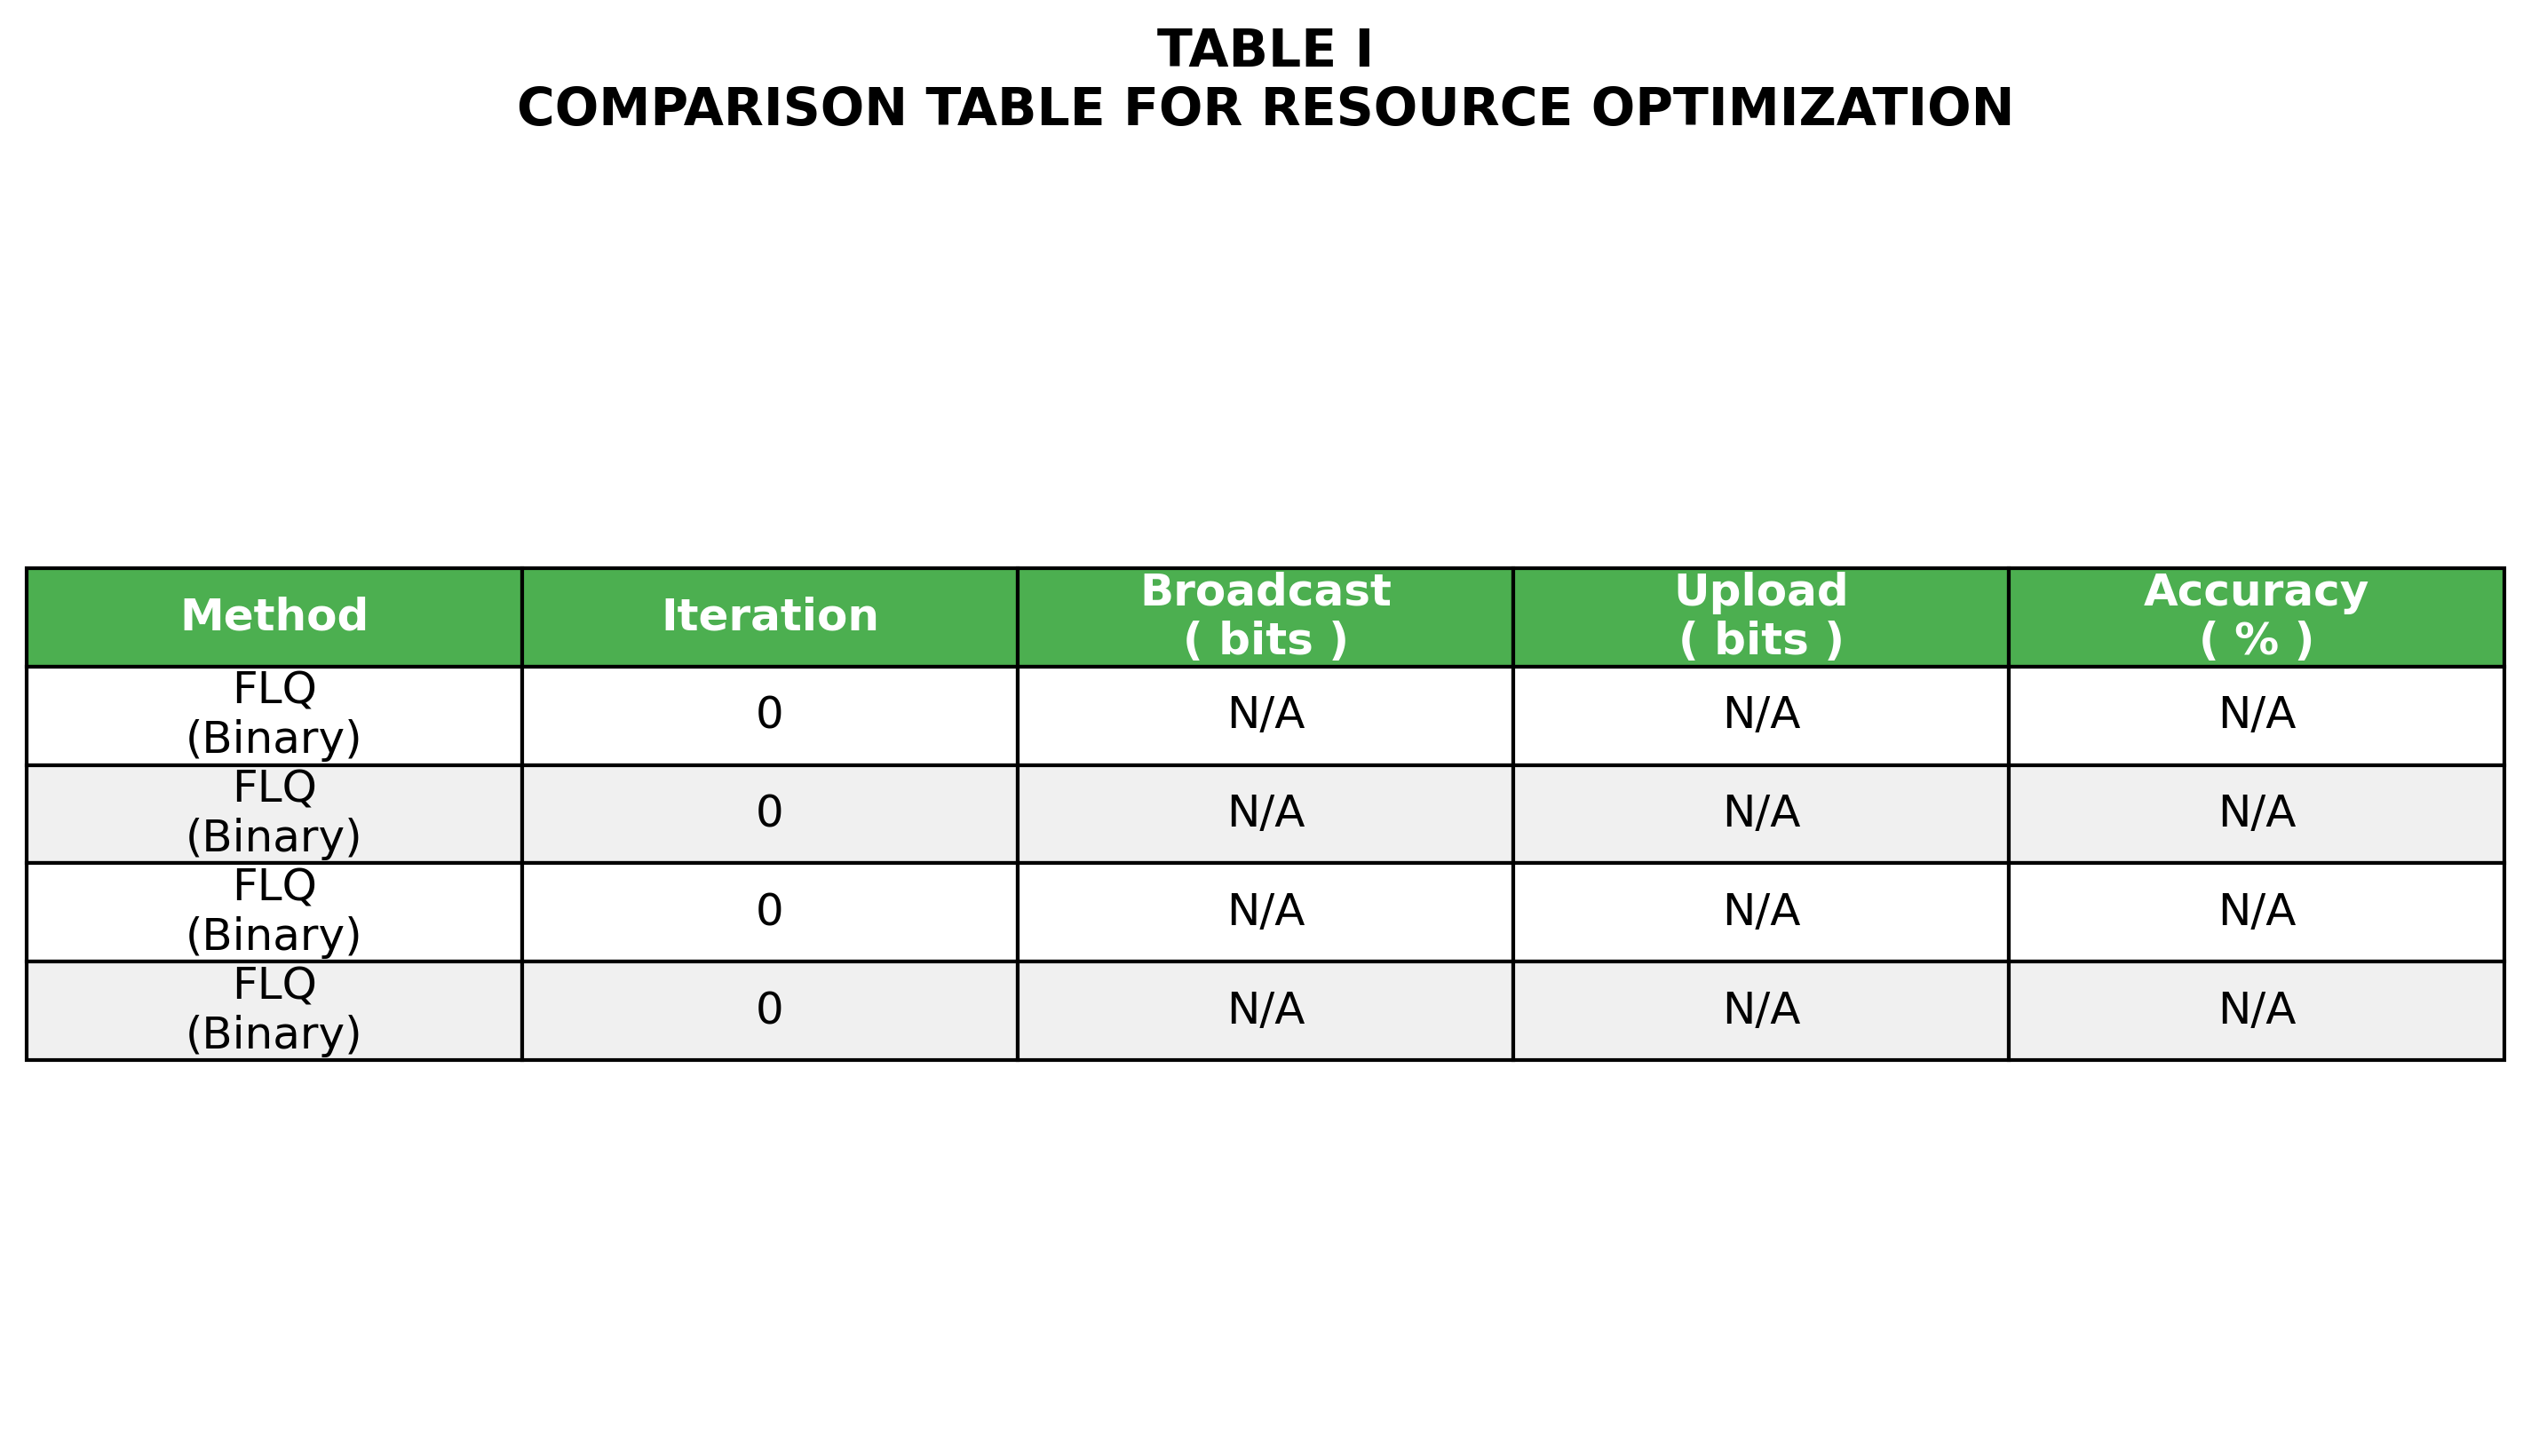 TABLE I
COMPARISON TABLE FOR RESOURCE OPTIMIZATION
Method Iteration Broadcast ( bits ) Upload ( bits ) Accuracy ( % )
FLQ (Binary) 0 N/A N/A N/A
FLQ (Binary) 0 N/A N/A N/A
FLQ (Binary) 0 N/A N/A N/A
FLQ (Binary) 0 N/A N/A N/A